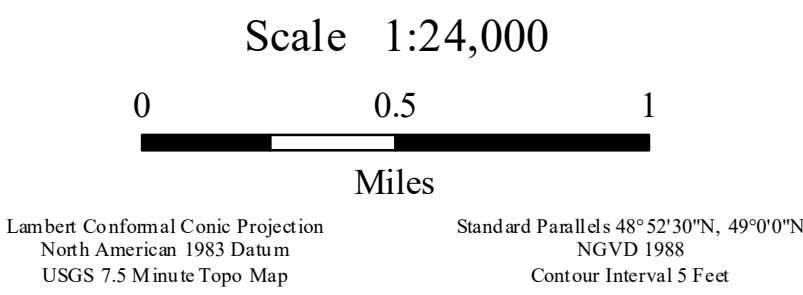 Scale 1:24,000
0 0.5 1
Miles
Lambert Conformal Conic Projection
North American 1983 Datum
USGS 7.5 Minute Topo Map
Standard Parallels 48°52'30"N, 49°0'0"N
NGVD 1988
Contour Interval 5 Feet